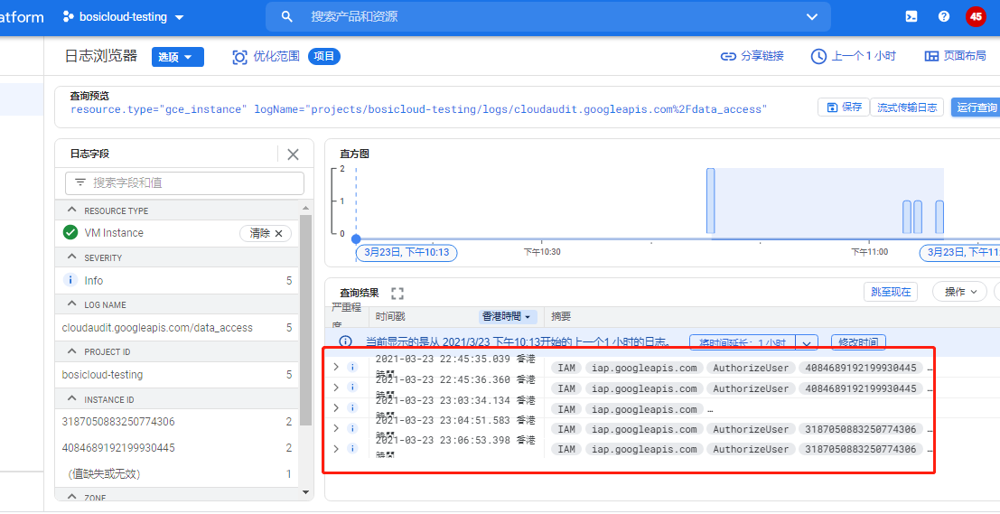 atform bosicloud-testing 搜索产品和资源 45
日志浏览器 选项 优化范围 项目 分享链接 上一个 1 小时 页面布局
查询预览
resource.type="gce_instance" logName="projects/bosicloud-testing/logs/cloudaudit.googleapis.com%2Fdata_access"
保存 流式传输日志 运行查询
日志字段
搜索字段和值
RESOURCE TYPE
VM Instance 清除
SEVERITY
Info 5
LOG NAME
cloudaudit.googleapis.com/data_access 5
PROJECT ID
bosicloud-testing 5
INSTANCE ID
3187050883250774306 2
4084689192199930445 2
（值缺失或无效） 1
ZONE
直方图
2
1
0
3月23日, 下午10:13 下午10:30 下午11:00 3月23日, 下午11:
查询结果 跳至现在 操作
严重程度 时间戳 香港時間 摘要
当前显示的是从 2021/3/23 下午10:13开始的上一个1 小时的日志。 将时间延长：1 小时 修改时间
2021-03-23 22:45:35.039 香港時間 IAM iap.googleapis.com AuthorizeUser 4084689192199930445 …
2021-03-23 22:45:36.360 香港時間 IAM iap.googleapis.com AuthorizeUser 4084689192199930445 …
2021-03-23 23:03:34.134 香港時間 IAM iap.googleapis.com …
2021-03-23 23:04:51.583 香港時間 IAM iap.googleapis.com AuthorizeUser 3187050883250774306 …
2021-03-23 23:06:53.398 香港時間 IAM iap.googleapis.com AuthorizeUser 3187050883250774306 …